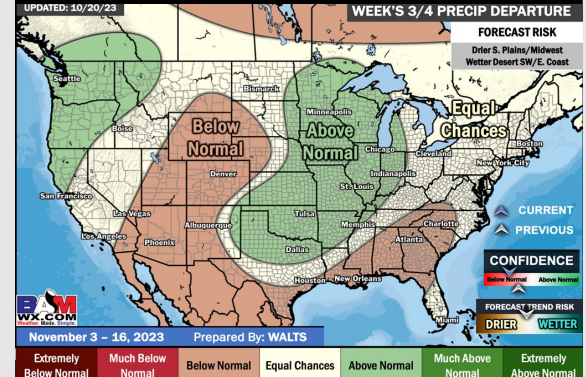 UPDATED: 10/20/23
WEEK'S 3/4 PRECIP DEPARTURE
FORECAST RISK
Drier S. Plains/Midwest
Wetter Desert SW/E. Coast
Seattle
Bismarck
Minneapolis
Boise
Below
Normal
Above
Normal
Equal
Chances
Boston
Chicago
Cleveland
New York City
Denver
Indianapolis
St. Louis
San Francisco
Las Vegas
Tulsa
Memphis
Charlotte
Albuquerque
Los Angeles
Phoenix
Atlanta
Dallas
Houston
New Orleans
Miami
CURRENT
PREVIOUS
CONFIDENCE
Below Normal
Above Normal
FORECAST TREND RISK
DRIER
WETTER
BAM
WX.COM
Weather. Made. Simple.
November 3 – 16, 2023
Prepared By: WALTS
Extremely
Below Normal
Much Below
Normal
Below Normal
Equal Chances
Above Normal
Much Above
Normal
Extremely
Above Normal